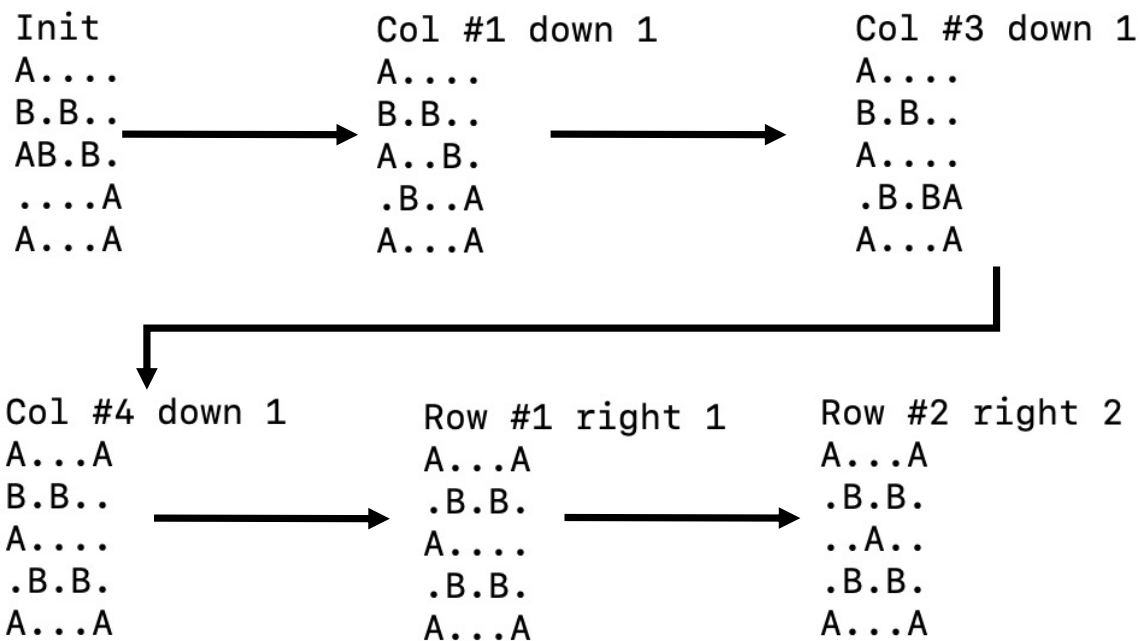 Init
A....
B.B..
AB.B.
....A
A...A
Col #1 down 1
A....
B.B..
A..B.
.B..A
A...A
Col #3 down 1
A....
B.B..
A....
.B.BA
A...A
Col #4 down 1
A...A
B.B..
A....
.B.B.
A...A
Row #1 right 1
A...A
.B.B.
A....
.B.B.
A...A
Row #2 right 2
A...A
.B.B.
..A..
.B.B.
A...A